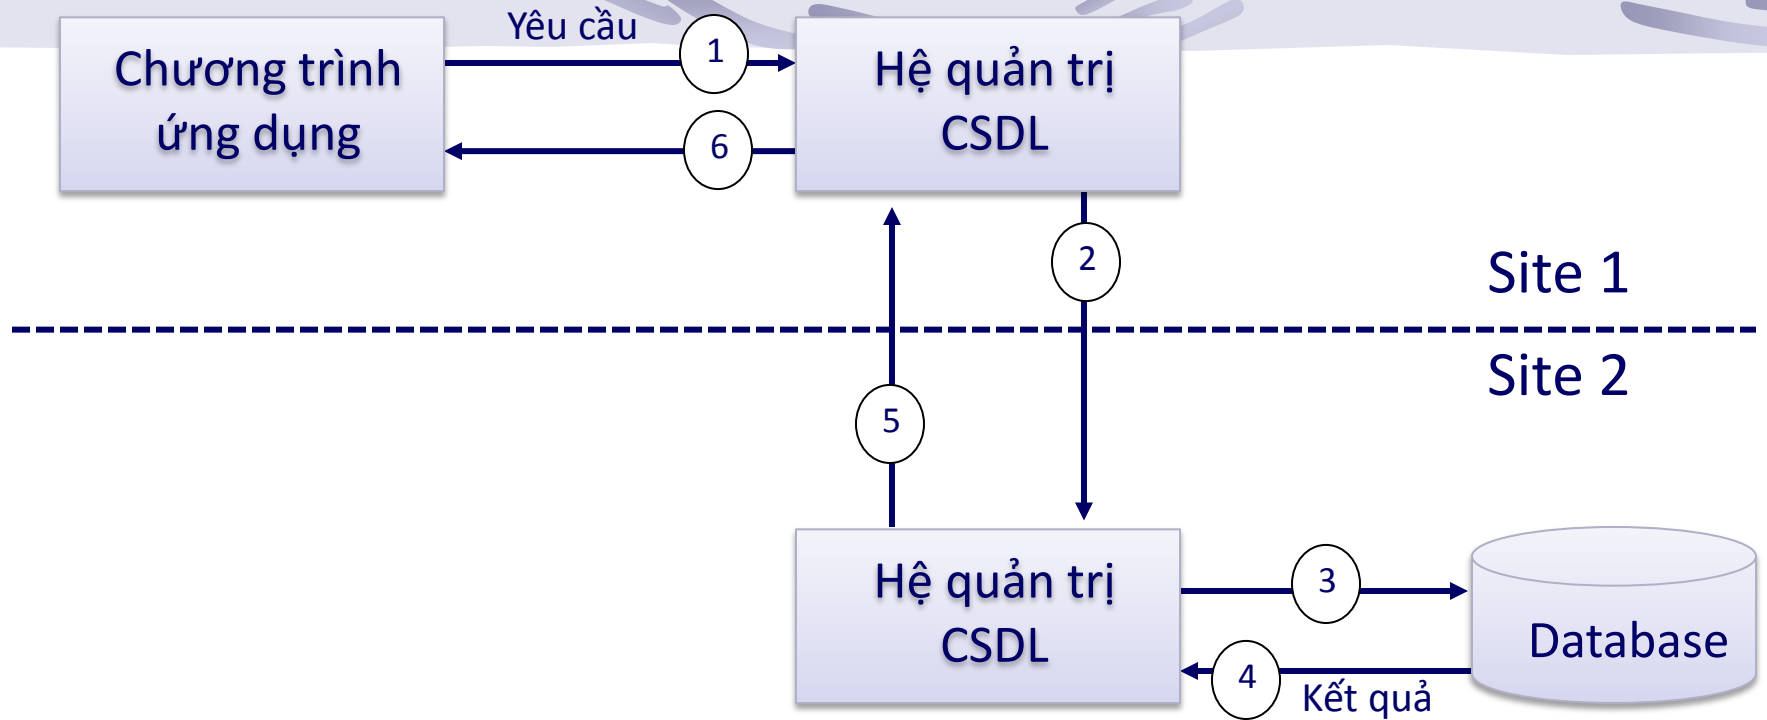 Yêu cầu
1
Chương trình
ứng dụng
Hệ quản trị
CSDL
6
2
Site 1
Site 2
5
Hệ quản trị
CSDL
3
Database
4
Kết quả